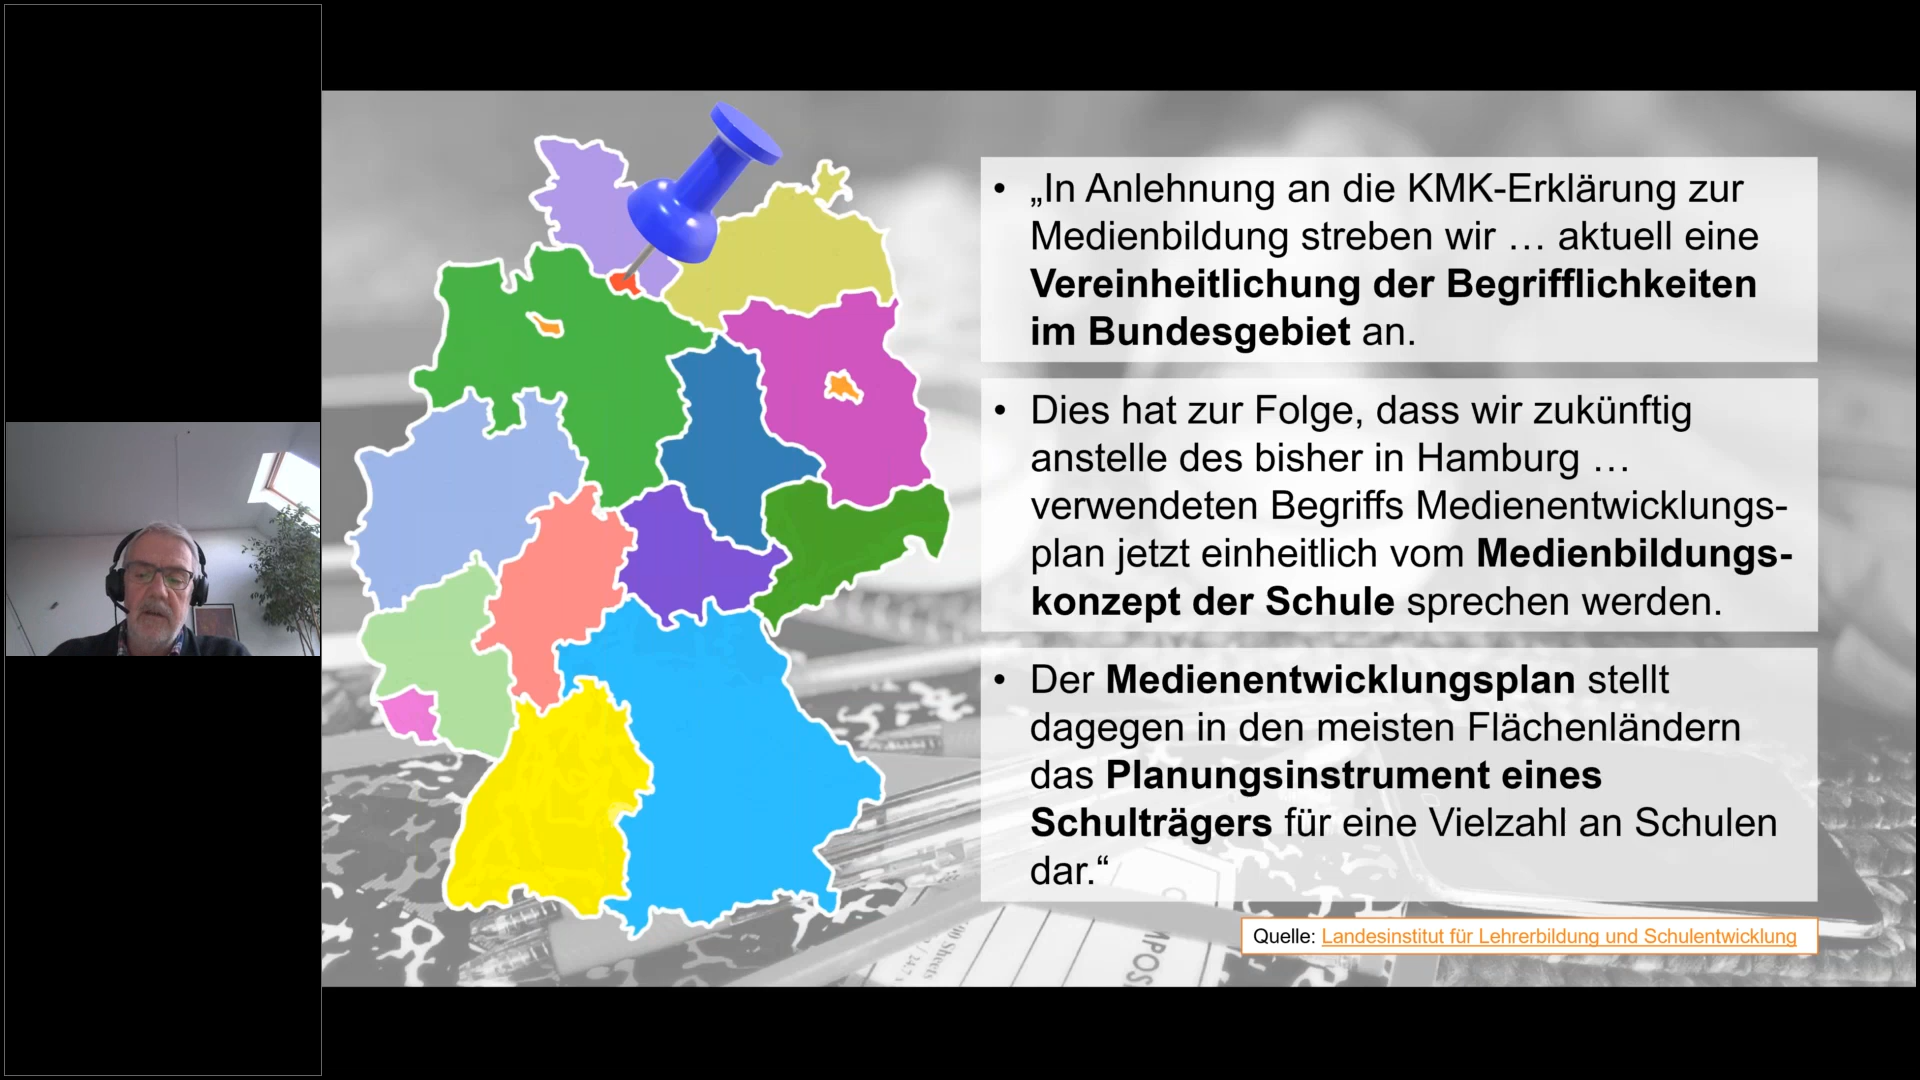 • „In Anlehnung an die KMK-Erklärung zur
Medienbildung streben wir … aktuell eine
Vereinheitlichung der Begrifflichkeiten
im Bundesgebiet an.
• Dies hat zur Folge, dass wir zukünftig
anstelle des bisher in Hamburg …
verwendeten Begriffs Medienentwicklungs-
plan jetzt einheitlich vom Medienbildungs-
konzept der Schule sprechen werden.
• Der Medienentwicklungsplan stellt
dagegen in den meisten Flächenländern
das Planungsinstrument eines
Schulträgers für eine Vielzahl an Schulen
dar.“
Quelle: Landesinstitut für Lehrerbildung und Schulentwicklung